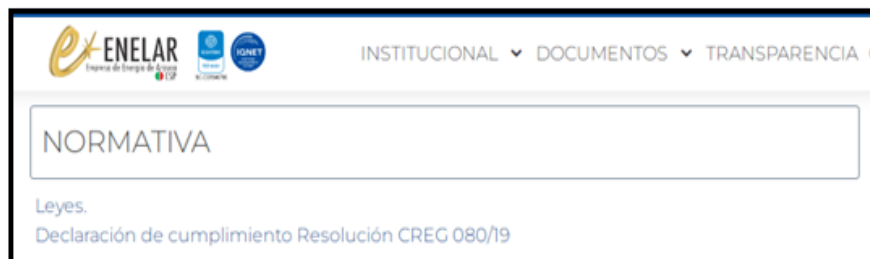 ENELAR
Empresa de Energía de Arauca
ESP
IQNET
INSTITUCIONAL DOCUMENTOS TRANSPARENCIA
NORMATIVA
Leyes.
Declaración de cumplimiento Resolución CREG 080/19